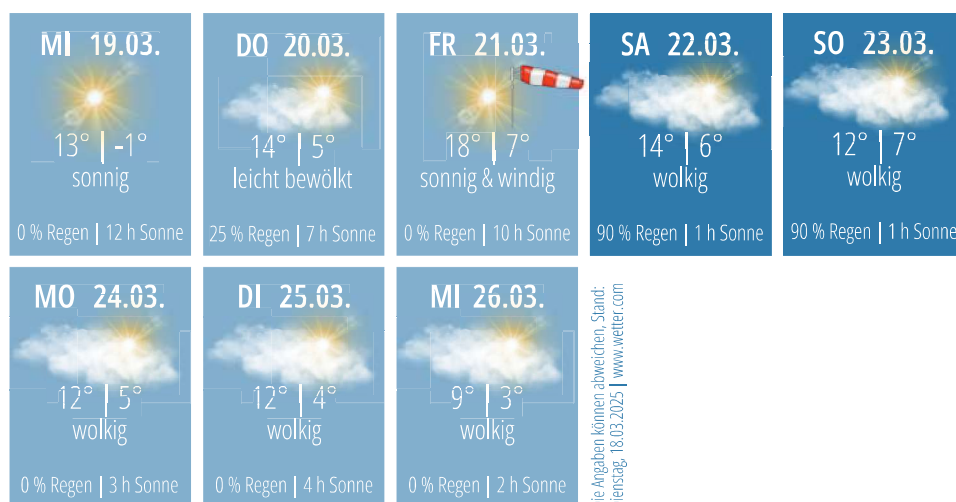 MI 19.03.
13° | -1°
sonnig
0 % Regen | 12 h Sonne
DO 20.03.
14° | 5°
leicht bewölkt
25 % Regen | 7 h Sonne
FR 21.03.
18° | 7°
sonnig & windig
0 % Regen | 10 h Sonne
SA 22.03.
14° | 6°
wolkig
90 % Regen | 1 h Sonne
SO 23.03.
12° | 7°
wolkig
90 % Regen | 1 h Sonne
MO 24.03.
12° | 5°
wolkig
0 % Regen | 3 h Sonne
DI 25.03.
12° | 4°
wolkig
0 % Regen | 4 h Sonne
MI 26.03.
9° | 3°
wolkig
0 % Regen | 2 h Sonne
ie Angaben können abweichen, Stand:
ienstag, 18.03.2025 | www.wetter.com